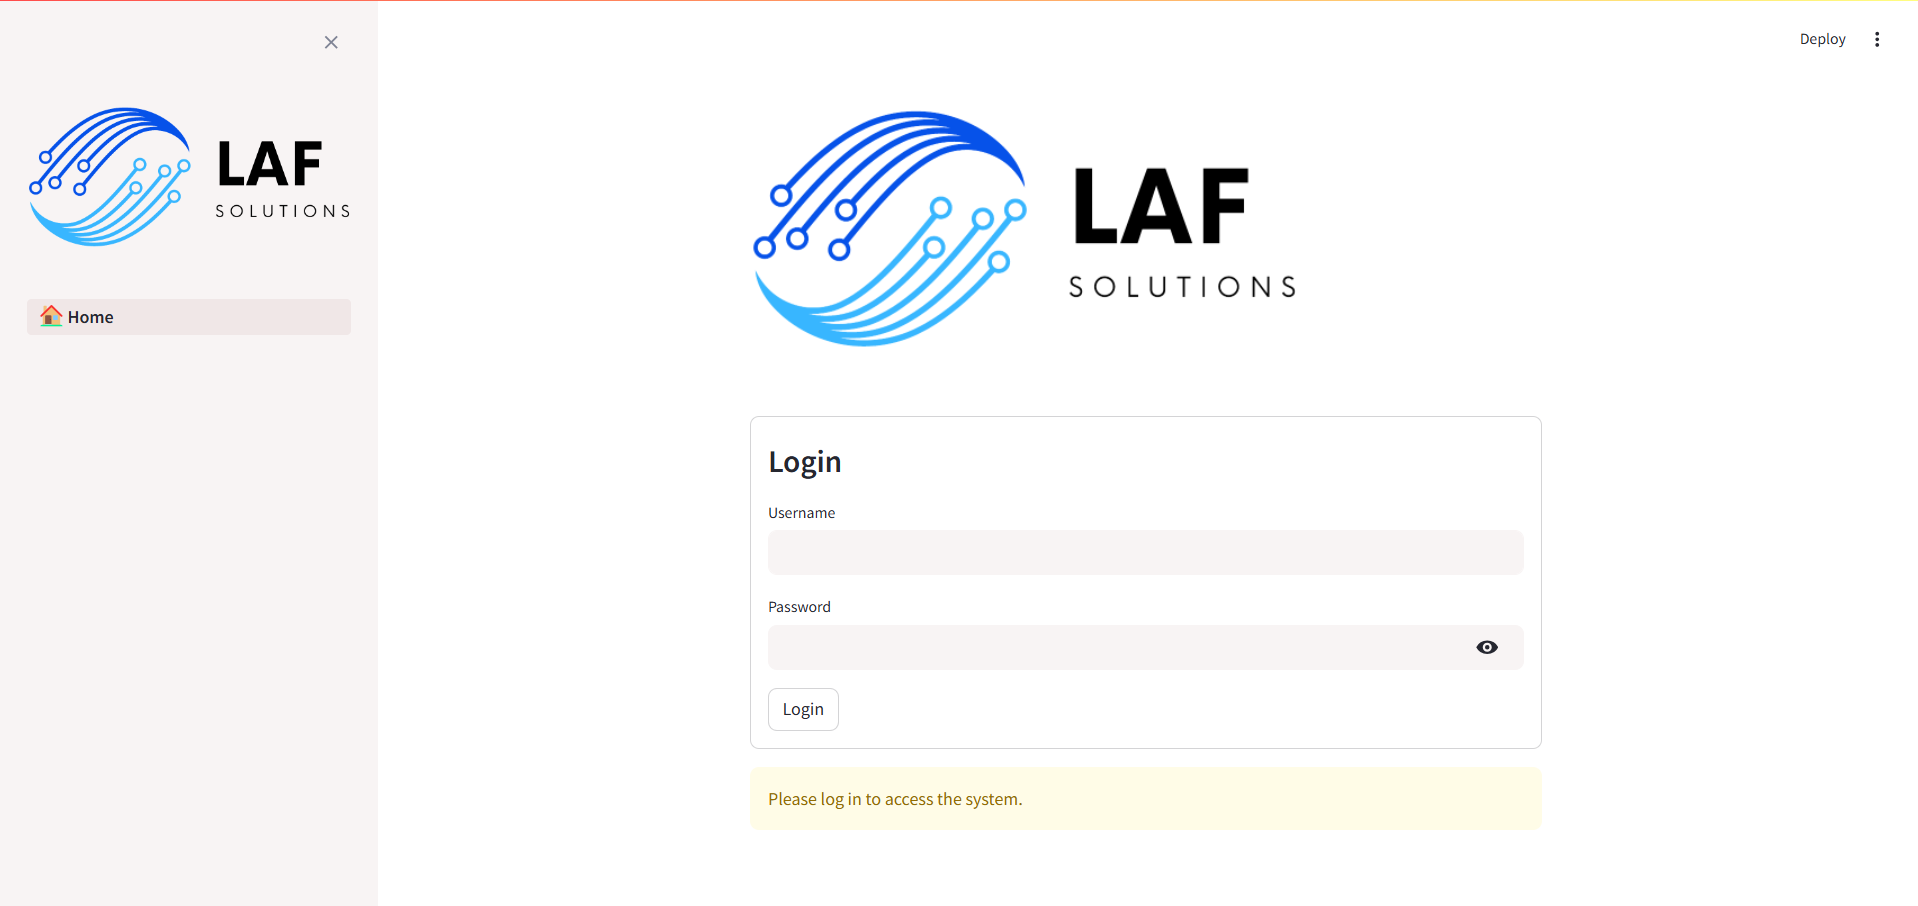 LAF
SOLUTIONS
Home
Deploy
LAF
SOLUTIONS
Login
Username
Password
Login
Please log in to access the system.